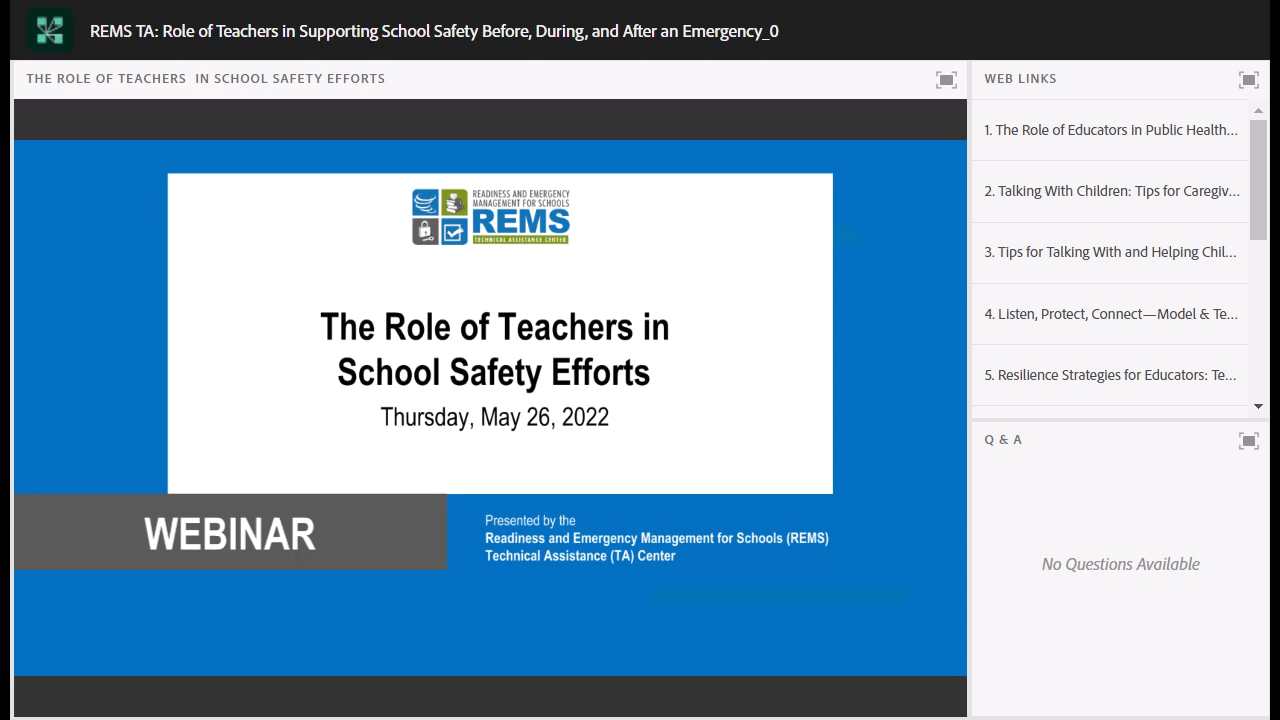 REMS TA: Role of Teachers in Supporting School Safety Before, During, and After an Emergency_0
THE ROLE OF TEACHERS IN SCHOOL SAFETY EFFORTS
READINESS AND EMERGENCY
MANAGEMENT FOR SCHOOLS
REMS
TECHNICAL ASSISTANCE CENTER
The Role of Teachers in
School Safety Efforts
Thursday, May 26, 2022
WEBINAR
Presented by the
Readiness and Emergency Management for Schools (REMS)
Technical Assistance (TA) Center
WEB LINKS
1. The Role of Educators in Public Health...
2. Talking With Children: Tips for Caregiv...
3. Tips for Talking With and Helping Chil...
4. Listen, Protect, Connect—Model & Te...
5. Resilience Strategies for Educators: Te...
Q & A
No Questions Available